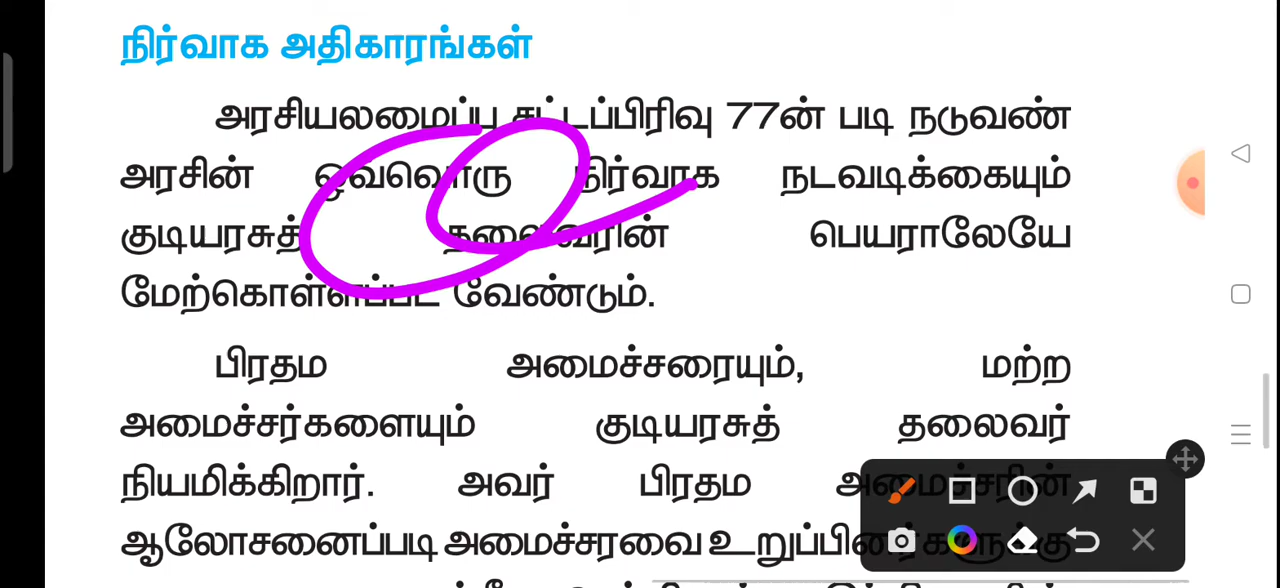 நிர்வாக அதிகாரங்கள்
அரசியலமைப்பு சட்டப்பிரிவு 77ன் படி நடுவண்
அரசின் ஒவ்வொரு நிர்வாக நடவடிக்கையும்
குடியரசுத் தலைவரின் பெயராலேயே
மேற்கொள்ளப்பட வேண்டும்.
பிரதம அமைச்சரையும், மற்ற
அமைச்சர்களையும் குடியரசுத் தலைவர்
நியமிக்கிறார். அவர் பிரதம அமைச்சரின்
ஆலோசனைப்படி அமைச்சரவை உறுப்பினர்களுக்கு